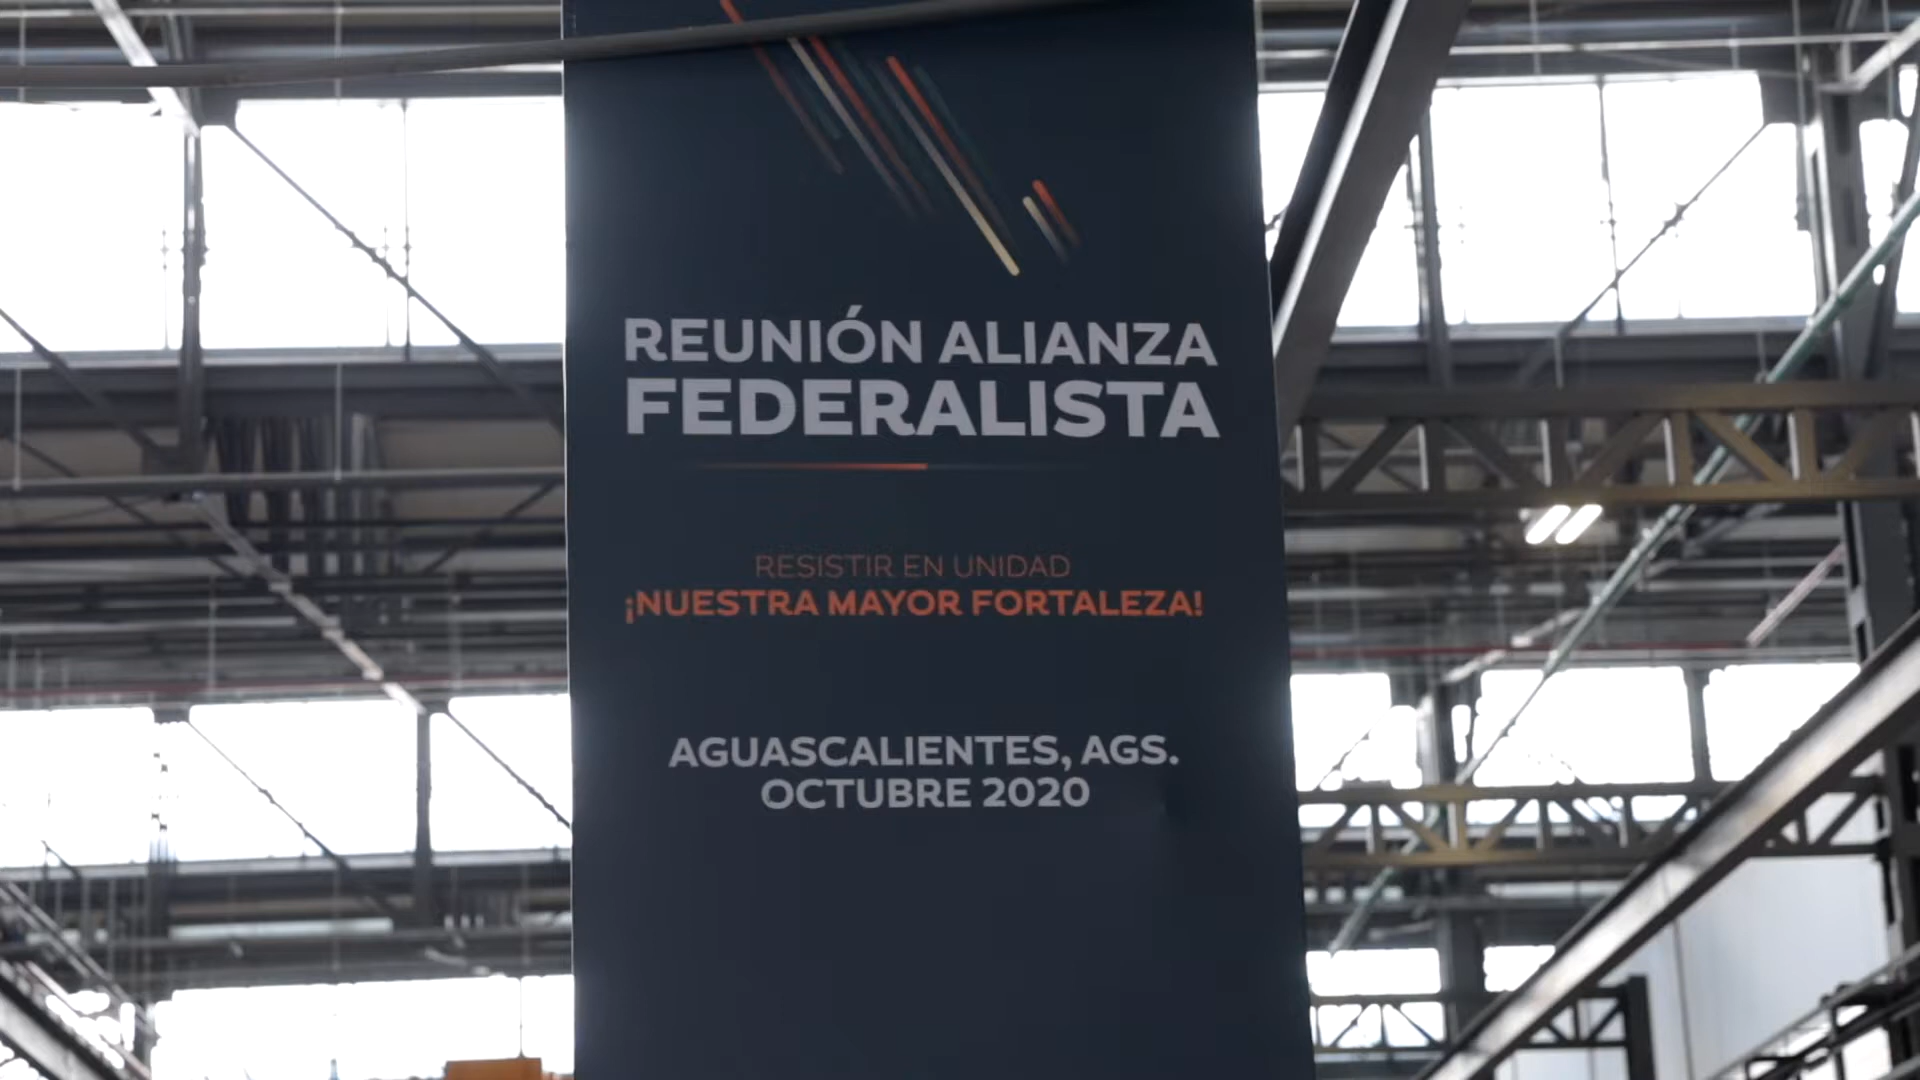 REUNIÓN ALIANZA
FEDERALISTA
RESISTIR EN UNIDAD
¡NUESTRA MAYOR FORTALEZA!
AGUASCALIENTES, AGS.
OCTUBRE 2020